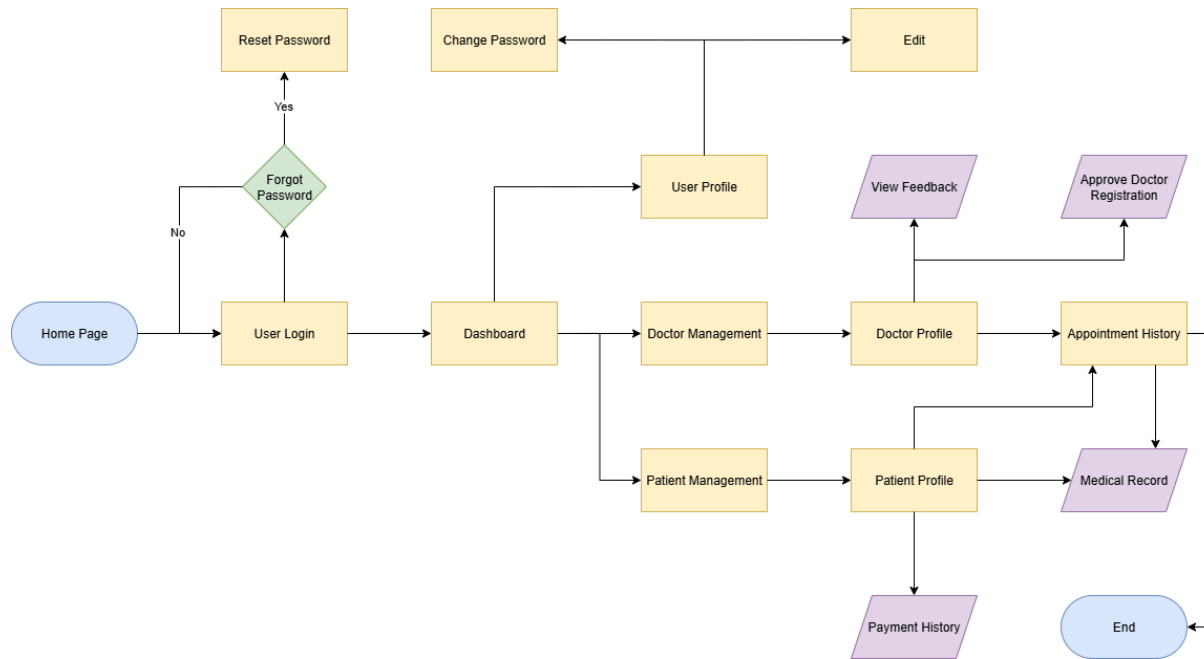 Reset Password
Change Password
Edit
Yes
Forgot
Password
User Profile
View Feedback
Approve Doctor
Registration
No
Home Page
User Login
Dashboard
Doctor Management
Doctor Profile
Appointment History
Patient Management
Patient Profile
Medical Record
Payment History
End